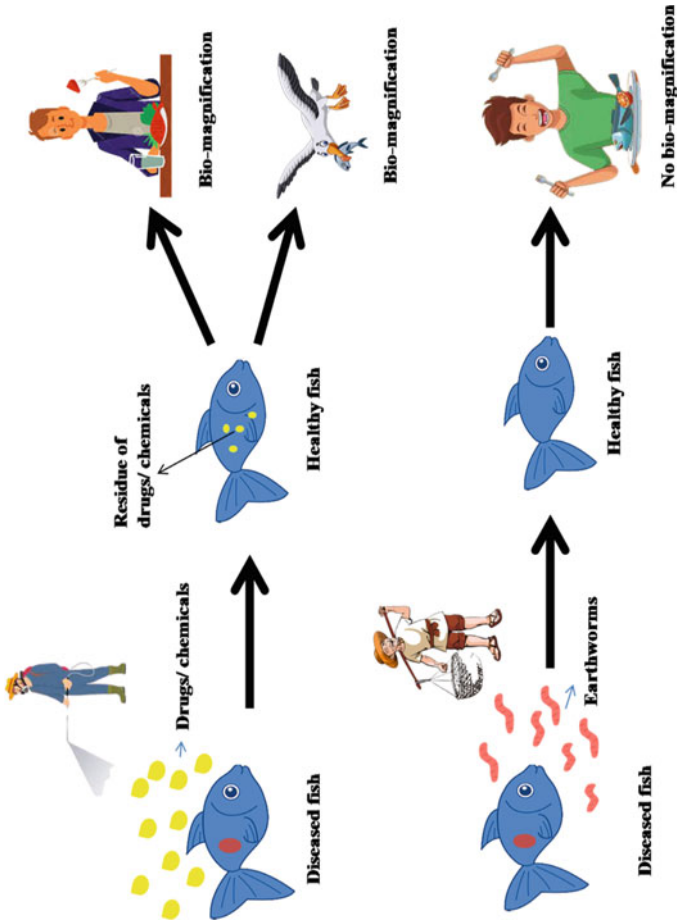 Drugs/ chemicals
Diseased fish
Residue of
drugs/ chemicals
Healthy fish
Bio-magnification
Bio-magnification
Earthworms
Diseased fish
Healthy fish
No bio-magnification